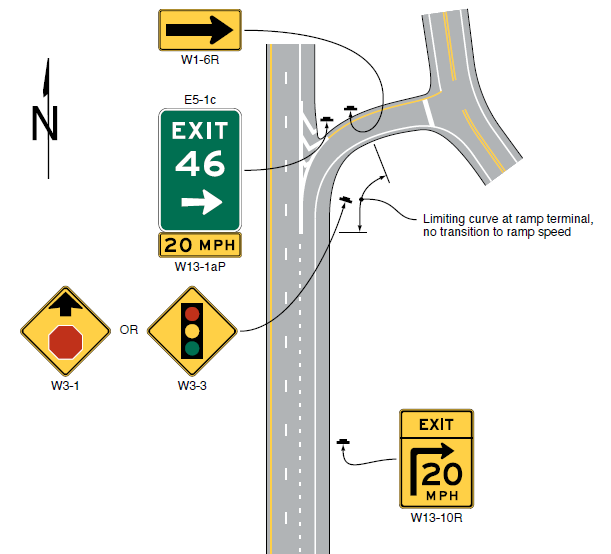 W1-6R
E5-1c
EXIT
46
20 MPH
W13-1aP
N
Limiting curve at ramp terminal,
no transition to ramp speed
OR
W3-1
W3-3
EXIT
20
MPH
W13-10R